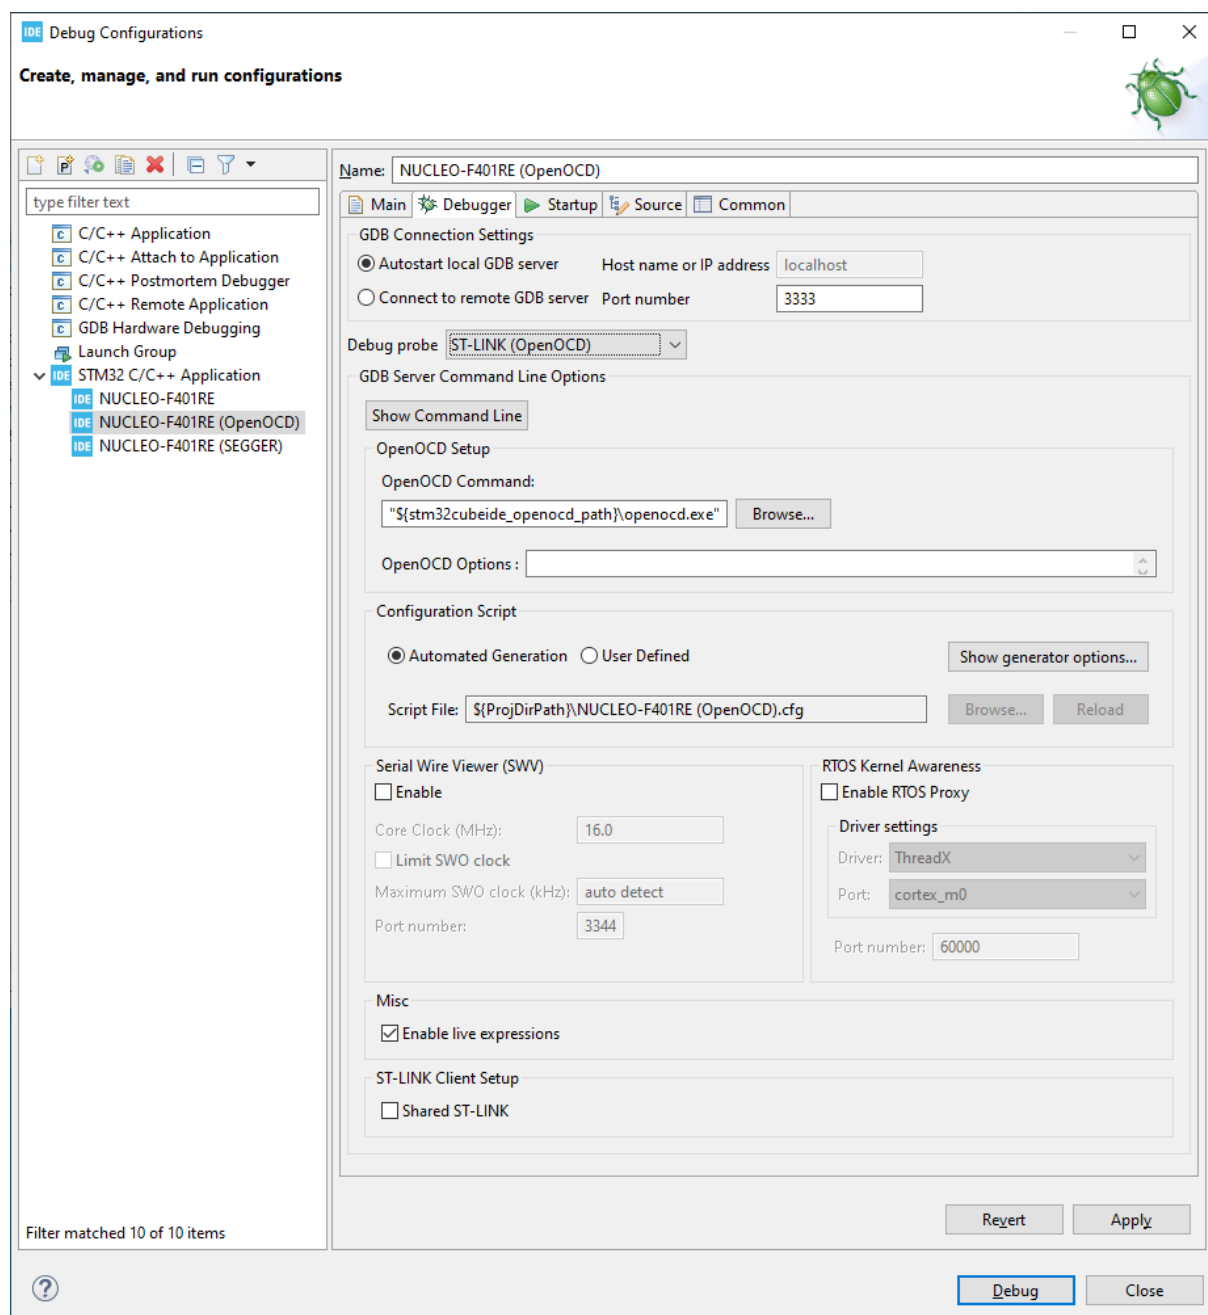 IDE Debug Configurations
Create, manage, and run configurations
type filter text
C/C++ Application
C/C++ Attach to Application
C/C++ Postmortem Debugger
C/C++ Remote Application
GDB Hardware Debugging
Launch Group
IDE STM32 C/C++ Application
IDE NUCLEO-F401RE
IDE NUCLEO-F401RE (OpenOCD)
IDE NUCLEO-F401RE (SEGGER)
Filter matched 10 of 10 items
Name: NUCLEO-F401RE (OpenOCD)
Main Debugger Startup Source Common
GDB Connection Settings
Autostart local GDB server Host name or IP address localhost
Connect to remote GDB server Port number 3333
Debug probe ST-LINK (OpenOCD)
GDB Server Command Line Options
Show Command Line
OpenOCD Setup
OpenOCD Command:
"${stm32cubeide_openocd_path}\openocd.exe" Browse...
OpenOCD Options :
Configuration Script
Automated Generation User Defined Show generator options...
Script File: ${ProjDirPath}\NUCLEO-F401RE (OpenOCD).cfg Browse... Reload
Serial Wire Viewer (SWV)
Enable
Core Clock (MHz): 16.0
Limit SWO clock
Maximum SWO clock (kHz): auto detect
Port number: 3344
RTOS Kernel Awareness
Enable RTOS Proxy
Driver settings
Driver: ThreadX
Port: cortex_m0
Port number: 60000
Misc
Enable live expressions
ST-LINK Client Setup
Shared ST-LINK
Revert Apply
? Debug Close